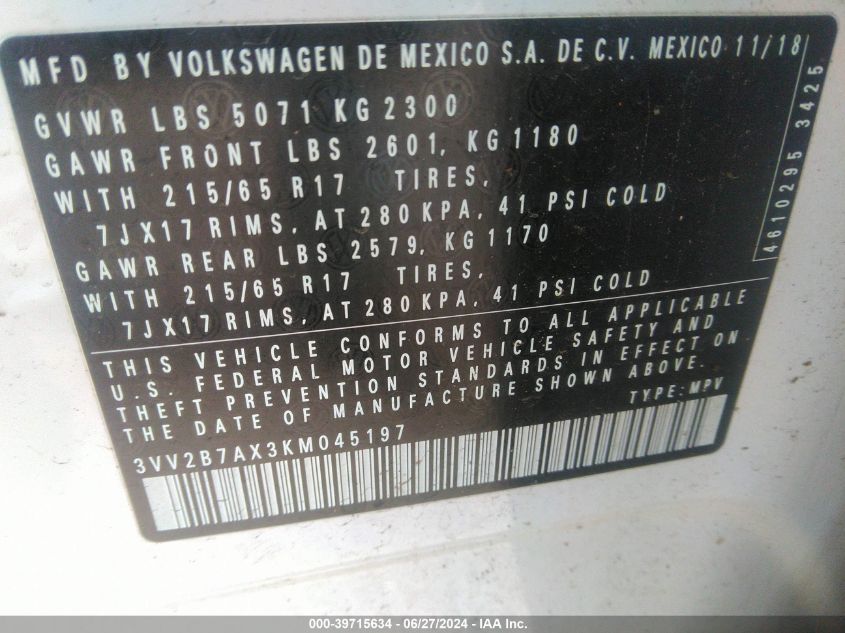 MFD BY VOLKSWAGEN DE MEXICO S.A. DE C.V. MEXICO 11/18
GVWR LBS 5071 KG 2300
GAWR FRONT LBS 2601, KG 1180
WITH 215/65 R17 TIRES,
7JX17 RIMS, AT 280 KPA, 41 PSI COLD
GAWR REAR LBS 2579, KG 1170
WITH 215/65 R17 TIRES,
7JX17 RIMS, AT 280 KPA, 41 PSI COLD
4610295 3425
THIS VEHICLE CONFORMS TO ALL APPLICABLE
U.S. FEDERAL MOTOR VEHICLE SAFETY AND
THEFT PREVENTION STANDARDS IN EFFECT ON
THE DATE OF MANUFACTURE SHOWN ABOVE.
TYPE: MPV
3VV2B7AX3KM045197
000-39715634 - 06/27/2024 - IAA Inc.